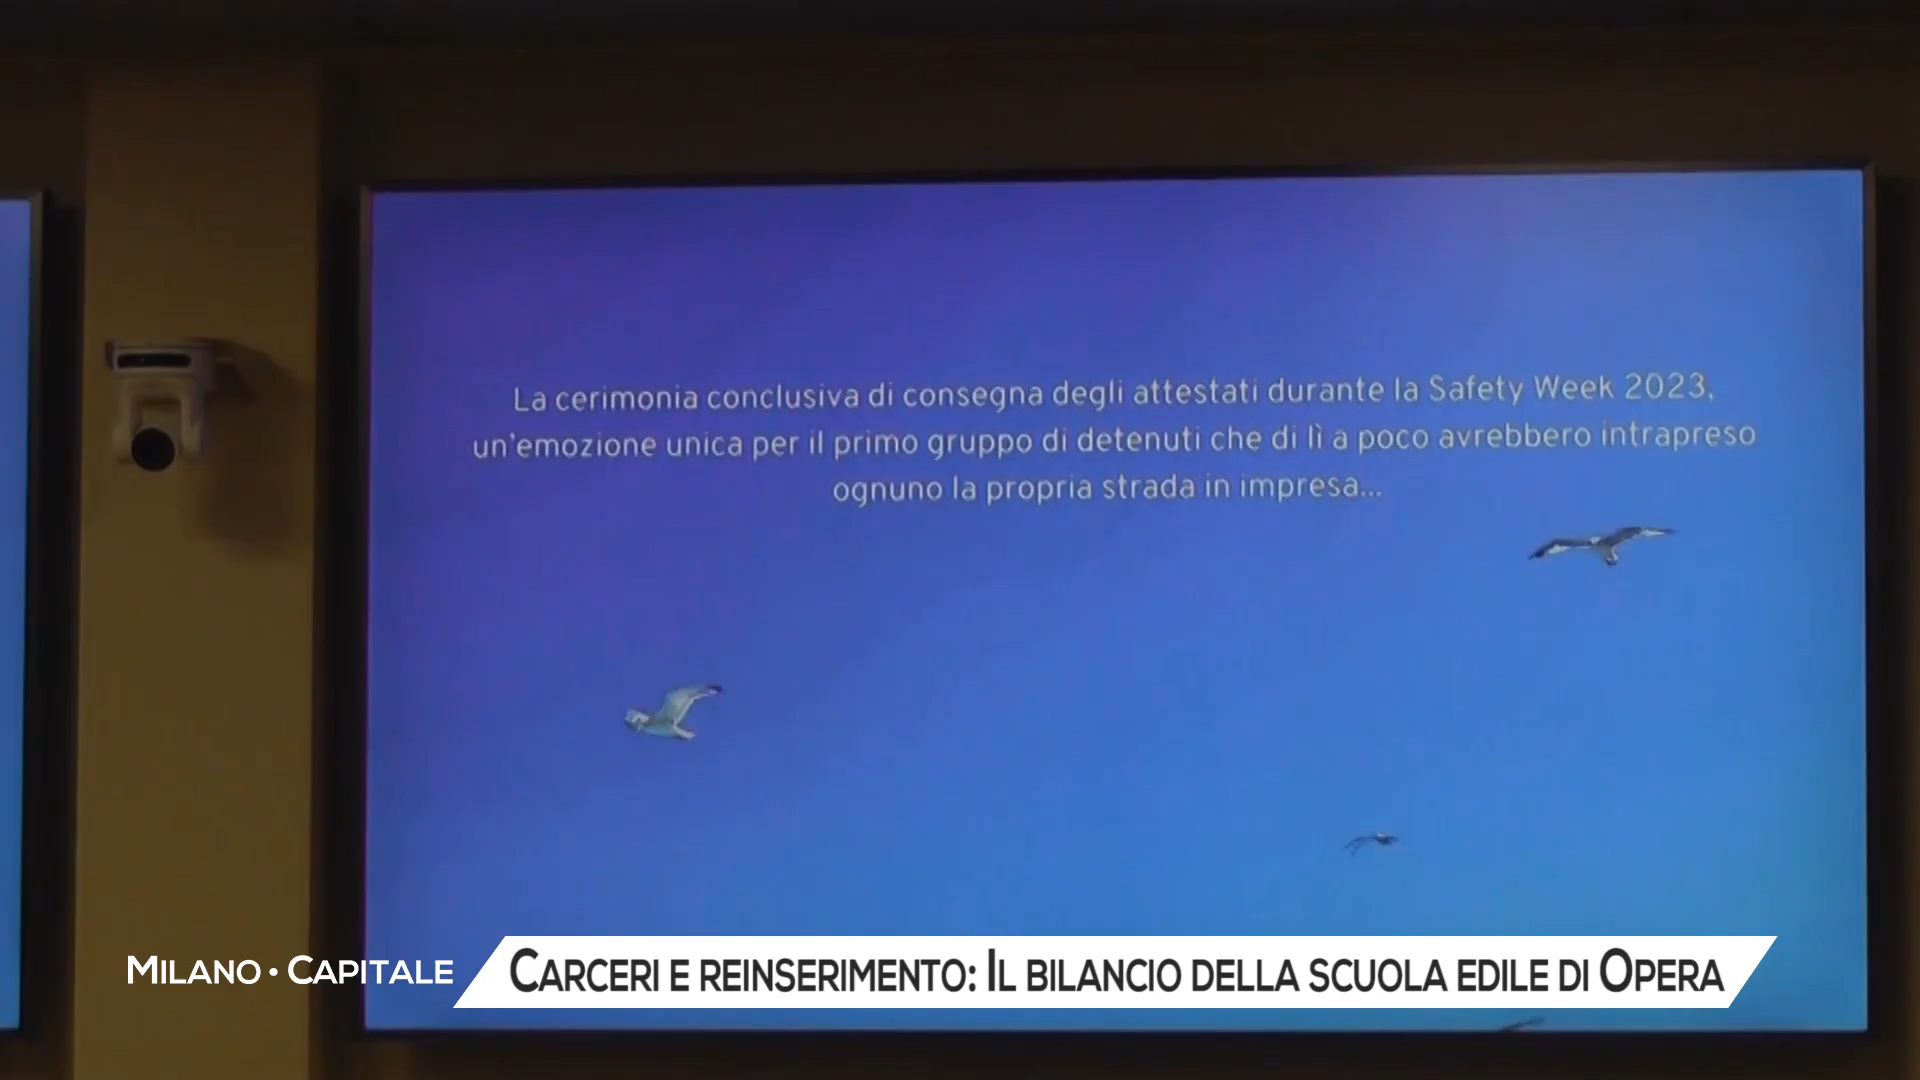 La cerimonia conclusiva di consegna degli attestati durante la Safety Week 2023,
un'emozione unica per il primo gruppo di detenuti che di lì a poco avrebbero intrapreso
ognuno la propria strada in impresa...
MILANO • CAPITALE
CARCERI E REINSERIMENTO: IL BILANCIO DELLA SCUOLA EDILE DI OPERA